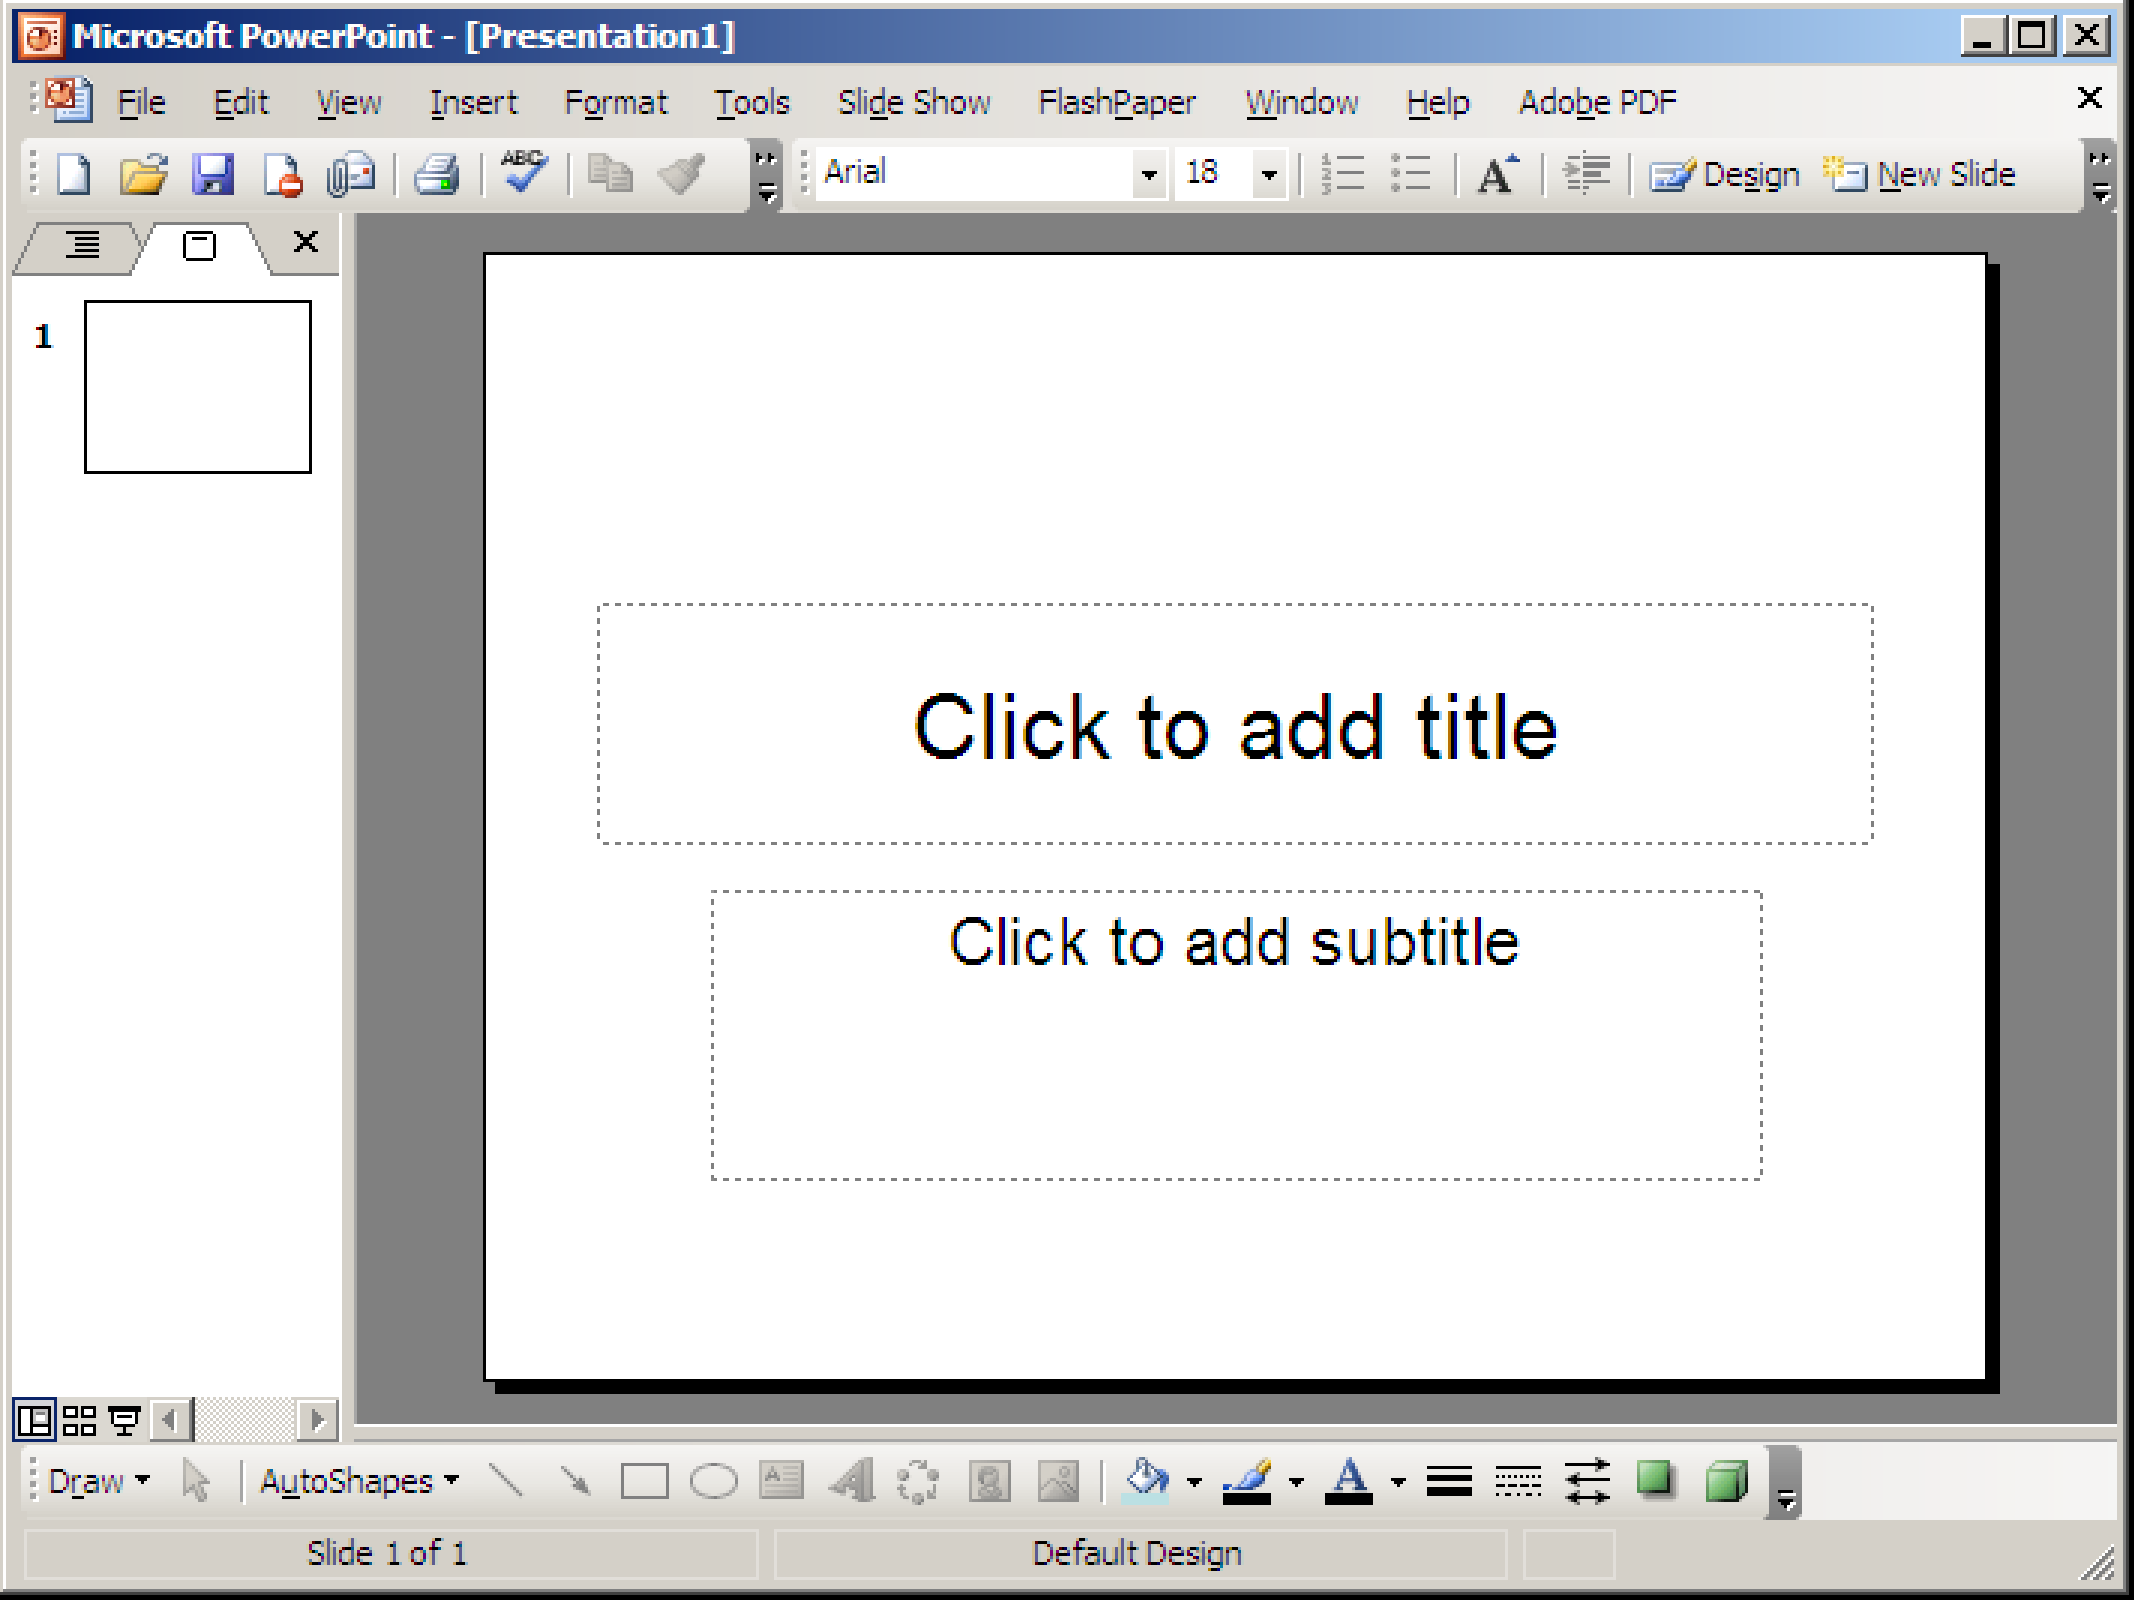 Microsoft PowerPoint - [Presentation1]
File Edit View Insert Format Tools Slide Show FlashPaper Window Help Adobe PDF
ABC Arial 18 A Design New Slide
1
Click to add title
Click to add subtitle
Draw AutoShapes A A A
Slide 1 of 1 Default Design